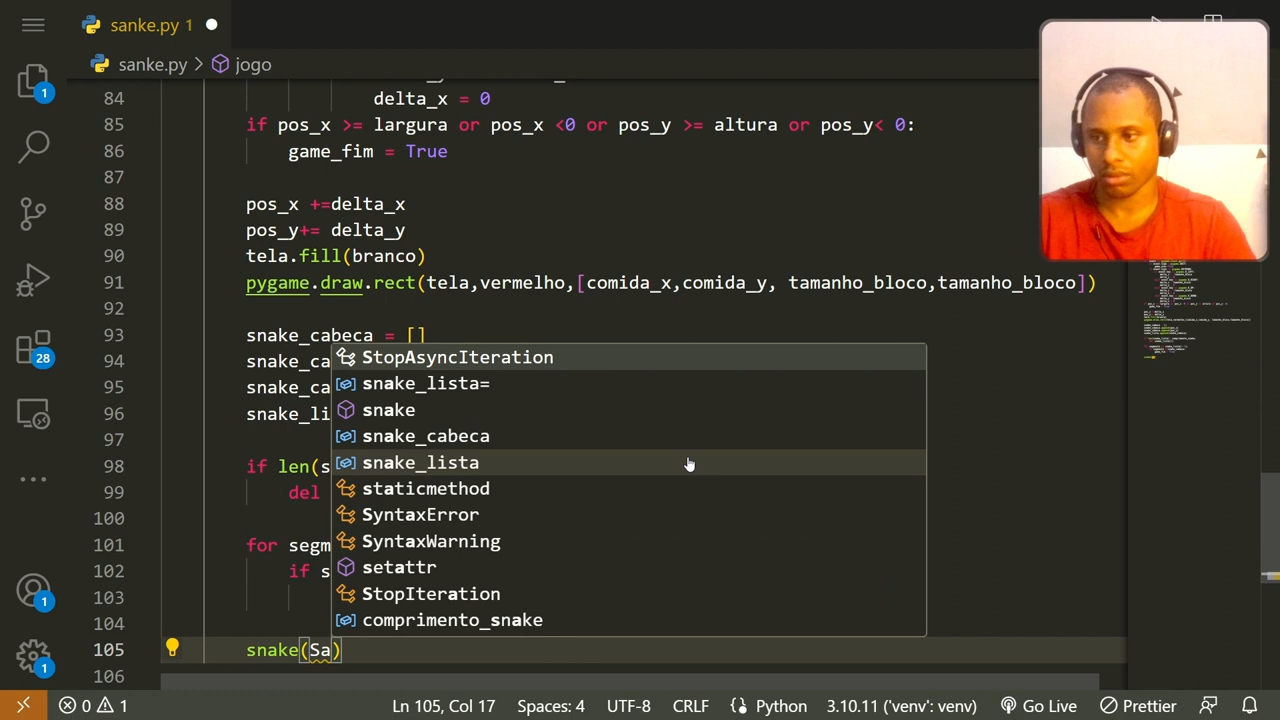 sanke.py 1
sanke.py > jogo
84 delta_x = 0
85 if pos_x >= largura or pos_x <0 or pos_y >= altura or pos_y< 0:
86 game_fim = True
87
88 pos_x +=delta_x
89 pos_y+= delta_y
90 tela.fill(branco)
91 pygame.draw.rect(tela,vermelho,[comida_x,comida_y, tamanho_bloco,tamanho_bloco])
92
93 snake_cabeca = []
94 snake_ca
95 snake_ca
96 snake_li
97
98 if len(s
99 del
100
101 for segm
102 if s
103
104
105 snake(Sa)
106
StopAsyncIteration
snake_lista=
snake
snake_cabeca
snake_lista
staticmethod
SyntaxError
SyntaxWarning
setattr
StopIteration
comprimento_snake
1
28
1
1
0 1 Ln 105, Col 17 Spaces: 4 UTF-8 CRLF Python 3.10.11 ('venv': venv) Go Live Prettier